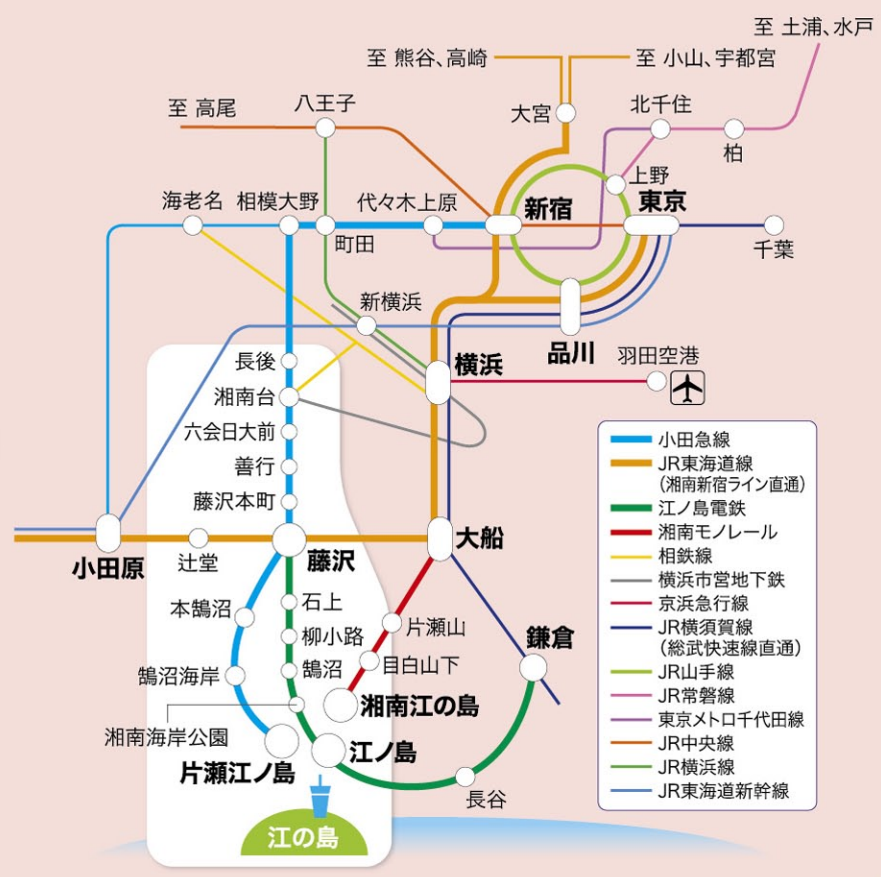 至 土浦、水戸
至 熊谷、高崎
至 小山、宇都宮
至 高尾
八王子
大宮
北千住
柏
上野
海老名
相模大野
代々木上原
新宿
東京
町田
千葉
新横浜
品川
長後
横浜
羽田空港
湘南台
六会日大前
善行
藤沢本町
小田原
辻堂
藤沢
大船
本鵠沼
石上
柳小路
片瀬山
鎌倉
鵠沼海岸
鵠沼
目白山下
湘南江の島
湘南海岸公園
片瀬江ノ島
江ノ島
長谷
江の島
小田急線
JR東海道線
(湘南新宿ライン直通)
江ノ島電鉄
湘南モノレール
相鉄線
横浜市営地下鉄
京浜急行線
JR横須賀線
(総武快速線直通)
JR山手線
JR常磐線
東京メトロ千代田線
JR中央線
JR横浜線
JR東海道新幹線